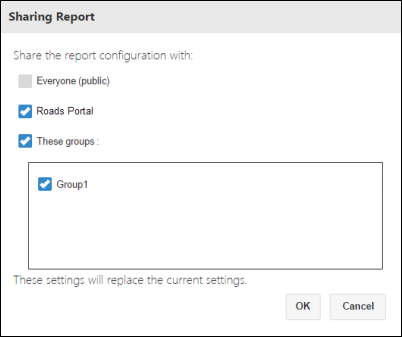 Sharing Report
Share the report configuration with:
Everyone (public)
Roads Portal
These groups :
Group1
These settings will replace the current settings.
OK Cancel